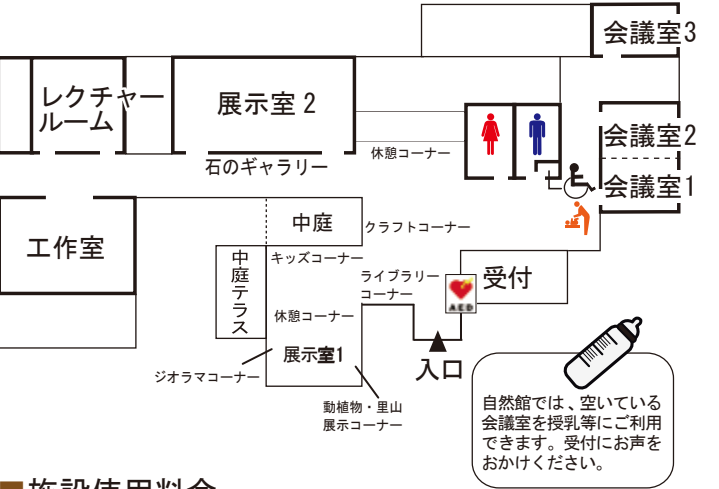 会議室3
レクチャー
ルーム
展示室2
会議室2
会議室1
石のギャラリー
休憩コーナー
工作室
中庭
クラフトコーナー
中庭テラス
キッズコーナー
ライブラリー
コーナー
受付
AED
休憩コーナー
展示室1
入口
ジオラマコーナー
動植物・里山
展示コーナー
自然館では、空いている
会議室を授乳等にご利用
できます。受付にお声を
おかけください。
■施設使用料金